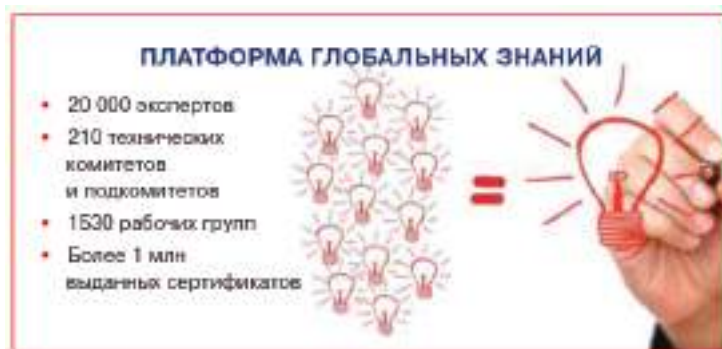 ПЛАТФОРМА ГЛОБАЛЬНЫХ ЗНАНИЙ
• 20 000 экспертов
• 210 технических
комитетов
и подкомитетов
• 1530 рабочих групп
• Более 1 млн
выданных сертификатов
=